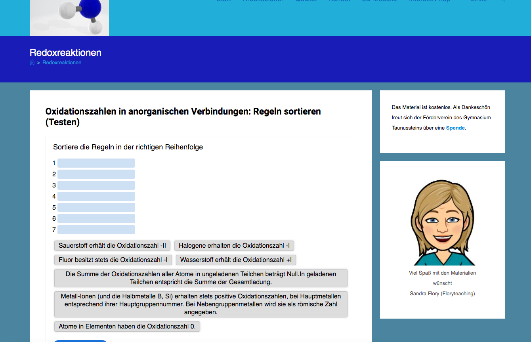 Redoxreaktionen
» Redoxreaktionen
Oxidationszahlen in anorganischen Verbindungen: Regeln sortieren
(Testen)
Sortiere die Regeln in der richtigen Reihenfolge
1
2
3
4
5
6
7
Sauerstoff erhält die Oxidationszahl -II
Halogene erhalten die Oxidationszahl -I
Fluor besitzt stets die Oxidationszahl -I
Wasserstoff erhält die Oxidationszahl +I
Die Summe der Oxidationszahlen aller Atome in ungeladenen Teilchen beträgt Null.In geladenen
Teilchen entspricht die Summe der Gesamtladung.
Metall-Ionen (und die Halbmetalle B, Si) erhalten stets positive Oxidationszahlen, bei Hauptmetallen
entsprechend ihrer Hauptgruppennummer. Bei Nebengruppenmetallen wird sie als römische Zahl
angegeben.
Atome in Elementen haben die Oxidationszahl 0.
Das Material ist kostenlos. Als Dankeschön
freut sich der Förderverein des Gymnasium
Taunusstein über eine Spende.
Viel Spaß mit den Materialien
wünscht
Sandra Flory (Floryteaching)